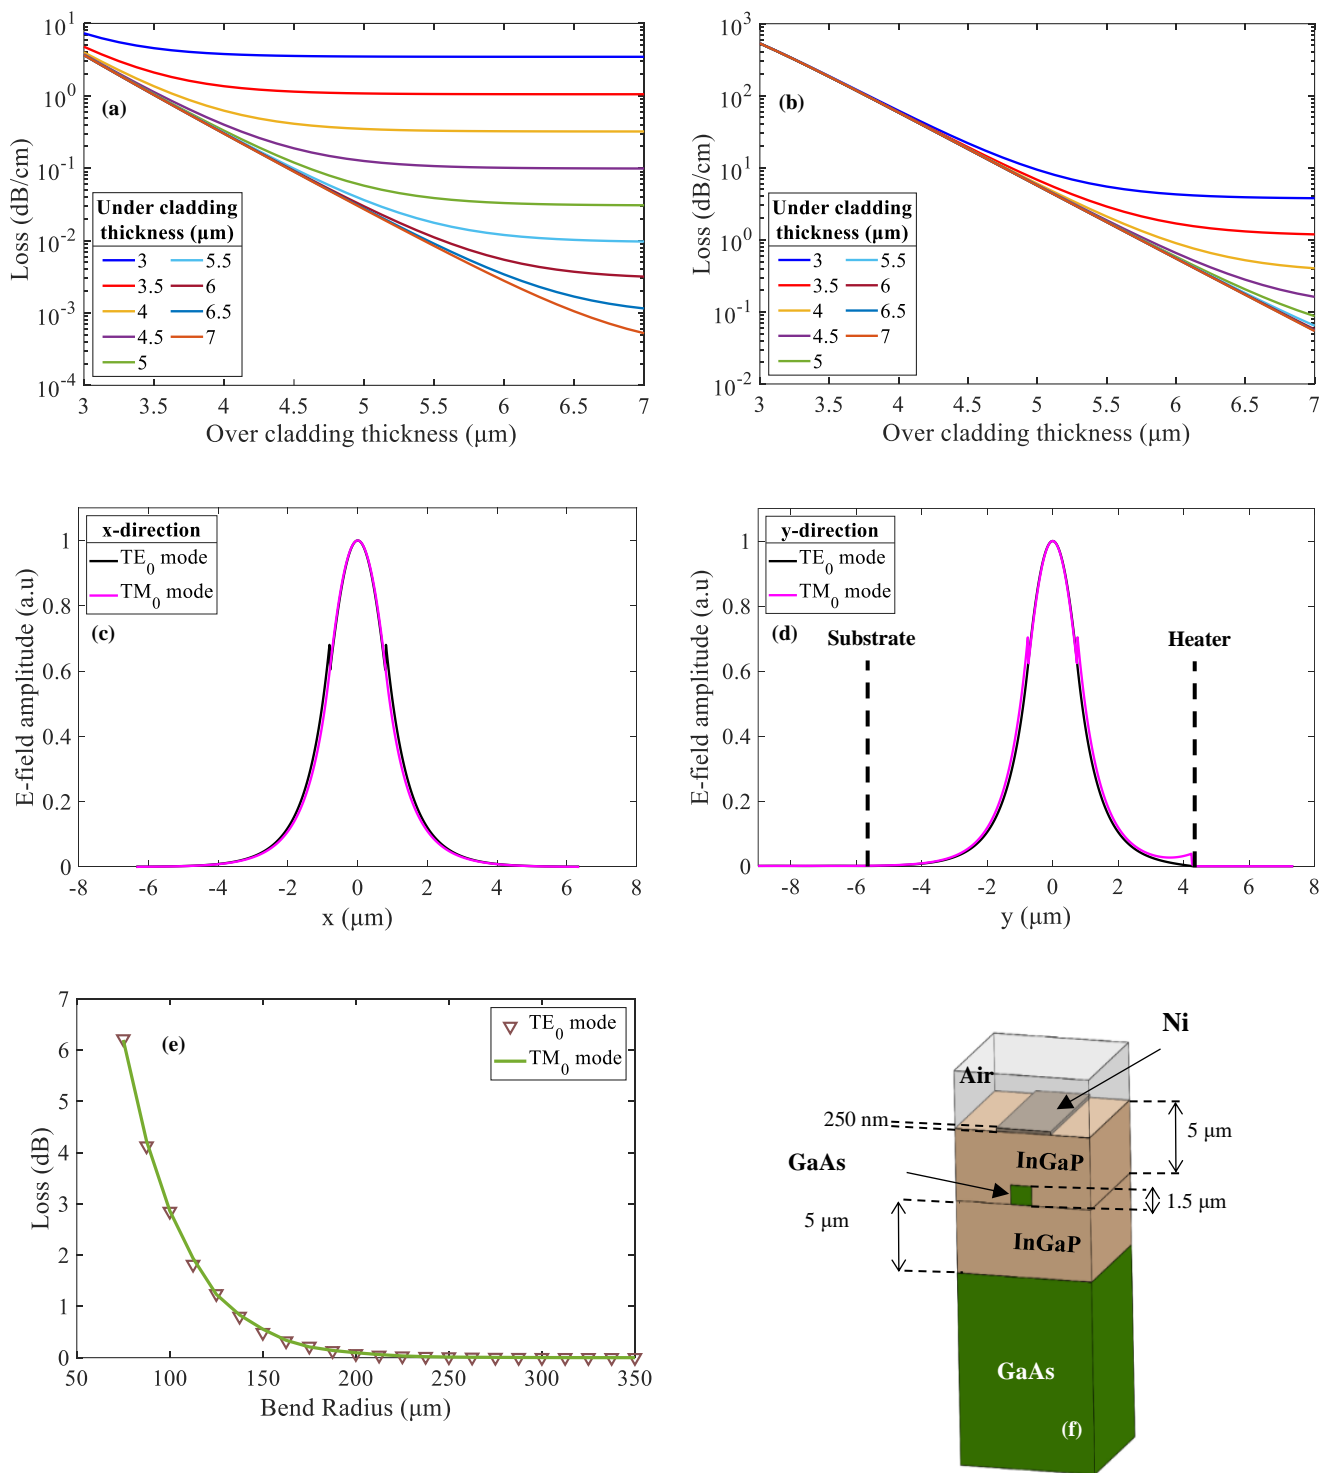 (a)
Loss (dB/cm)
10^1
10^0
10^-1
10^-2
10^-3
10^-4
Under cladding
thickness (μm)
3 5.5
3.5 6
4 6.5
4.5 7
5
3 3.5 4 4.5 5 5.5 6 6.5 7
Over cladding thickness (μm)
(b)
Loss (dB/cm)
10^3
10^2
10^1
10^0
10^-1
10^-2
Under cladding
thickness (μm)
3 5.5
3.5 6
4 6.5
4.5 7
5
3 3.5 4 4.5 5 5.5 6 6.5 7
Over cladding thickness (μm)
x-direction
TE_0 mode
TM_0 mode
(c)
E-field amplitude (a.u)
1
0.8
0.6
0.4
0.2
0
-8 -6 -4 -2 0 2 4 6 8
x (μm)
y-direction
TE_0 mode
TM_0 mode
(d)
Substrate
Heater
E-field amplitude (a.u)
1
0.8
0.6
0.4
0.2
0
-8 -6 -4 -2 0 2 4 6 8
y (μm)
(e)
TE_0 mode
TM_0 mode
Loss (dB)
7
6
5
4
3
2
1
0
50 100 150 200 250 300 350
Bend Radius (μm)
Ni
Air
250 nm
5 μm
GaAs
InGaP
1.5 μm
5 μm
InGaP
GaAs
(f)